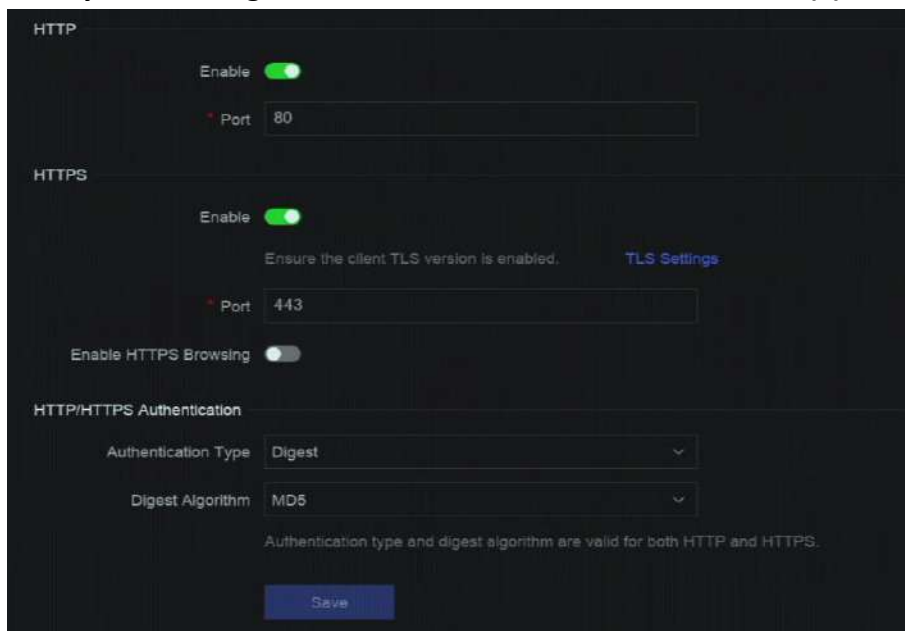 HTTP
Enable
* Port 80
HTTPS
Enable
Ensure the client TLS version is enabled. TLS Settings
* Port 443
Enable HTTPS Browsing
HTTP/HTTPS Authentication
Authentication Type Digest
Digest Algorithm MD5
Authentication type and digest algorithm are valid for both HTTP and HTTPS.
Save